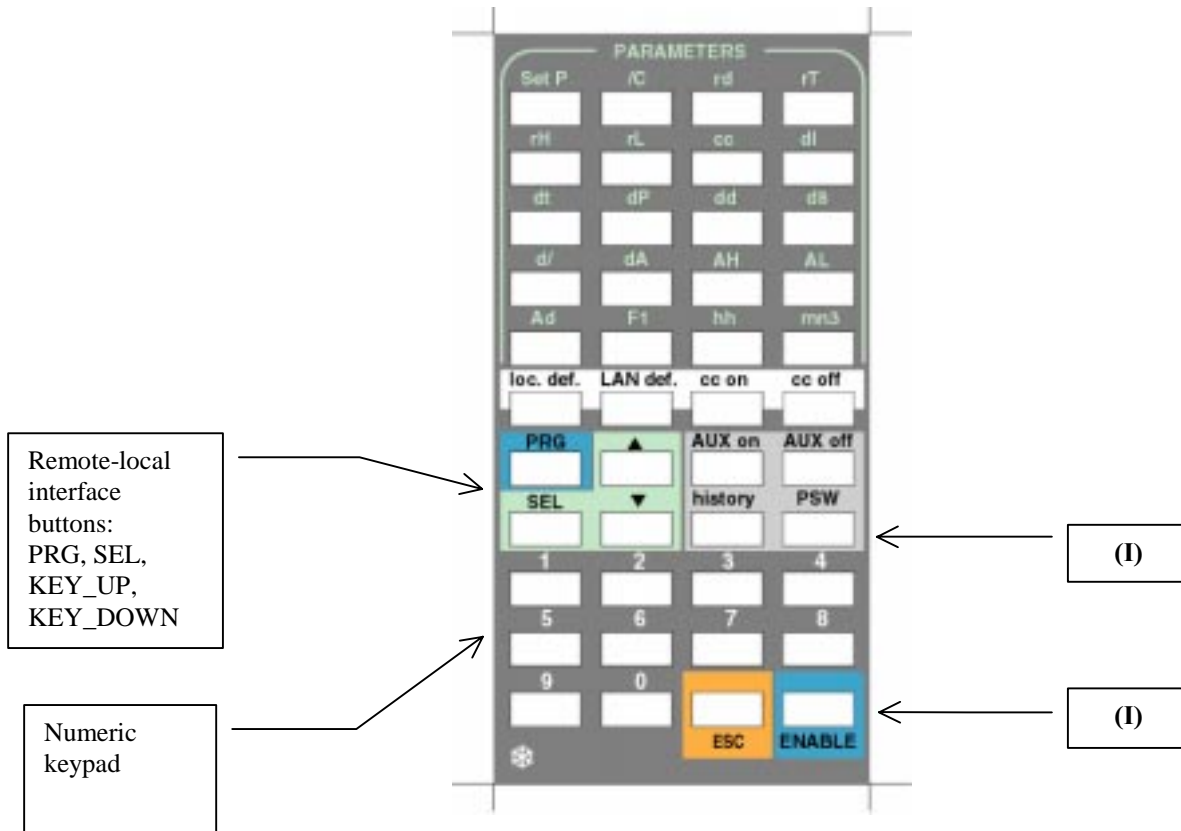 PARAMETERS
Set P /C rd rT
rH rL cc dI
dt dP dd d8
d/ dA AH AL
Ad F1 hh mn3
loc. def. LAN def. cc on cc off
PRG ▲ AUX on AUX off
SEL ▼ history PSW
1 2 3 4
5 6 7 8
9 0
ESC ENABLE
Remote-local
interface
buttons:
PRG, SEL,
KEY_UP,
KEY_DOWN
Numeric
keypad
(I)
(I)